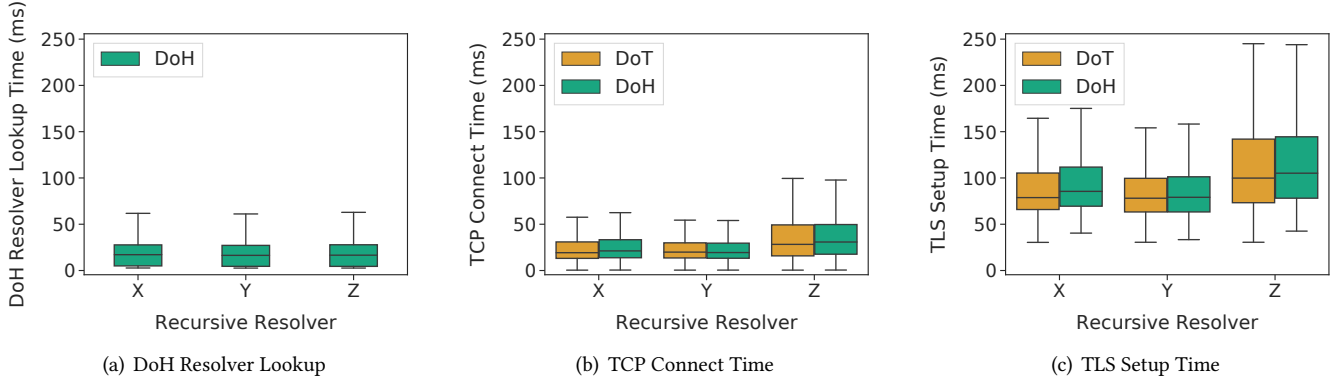 DoH Resolver Lookup Time (ms)
250
200
150
100
50
0
DoH
X
Y
Z
Recursive Resolver
(a) DoH Resolver Lookup
TCP Connect Time (ms)
250
200
150
100
50
0
DoT
DoH
X
Y
Z
Recursive Resolver
(b) TCP Connect Time
TLS Setup Time (ms)
250
200
150
100
50
0
DoT
DoH
X
Y
Z
Recursive Resolver
(c) TLS Setup Time